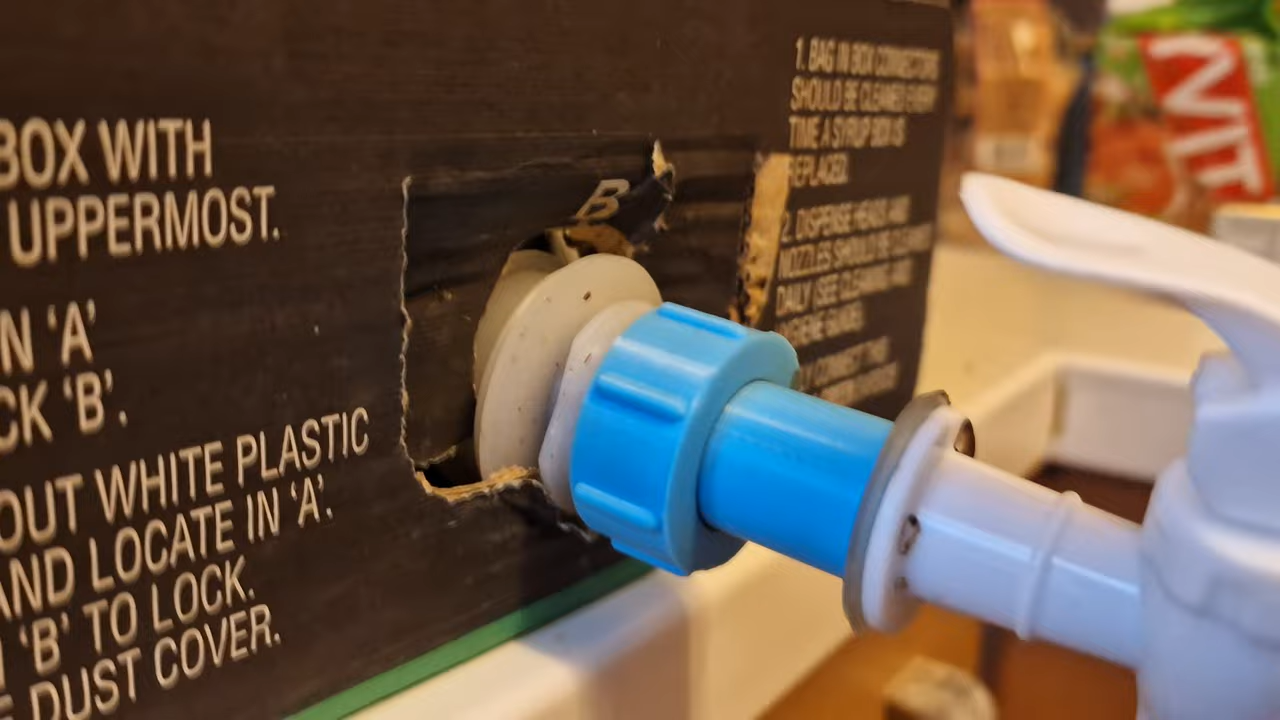 BOX WITH
UPPERMOST.
IN 'A'
CK 'B'.
OUT WHITE PLASTIC
AND LOCATE IN 'A'.
'B' TO LOCK.
DUST COVER.
B
1. BAG IN BOX CONNECTORS
SHOULD BE CLEANED EVERY
TIME A SYRUP BOX IS
REPLACED.
2. DISPENSE HEADS AND
NOZZLES SHOULD BE CLEANED
DAILY (SEE CLEANING AND
HYGIENE GUIDE).